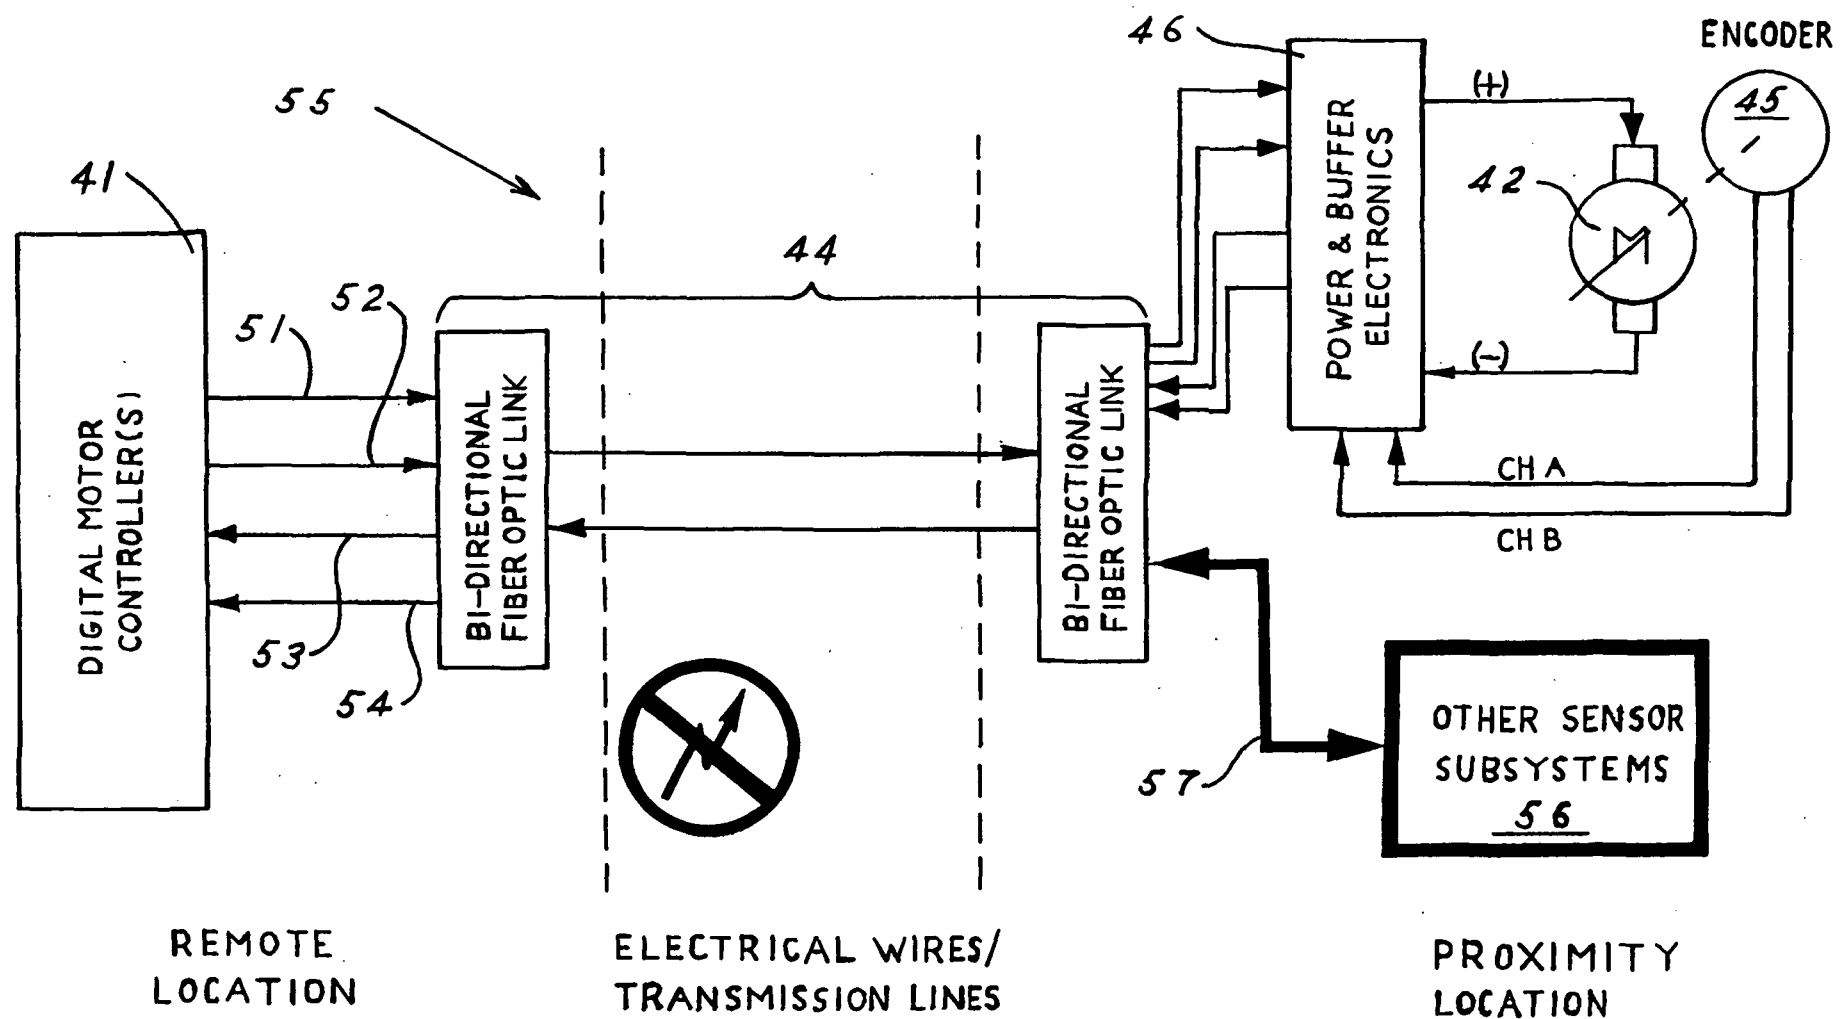 46
ENCODER
55
(+)
45
41
42
M
POWER & BUFFER
ELECTRONICS
44
52
51
(-)
DIGITAL MOTOR
CONTROLLER(S)
BI-DIRECTIONAL
FIBER OPTIC LINK
BI-DIRECTIONAL
FIBER OPTIC LINK
CH A
CH B
53
54
57
OTHER SENSOR
SUBSYSTEMS
56
REMOTE
LOCATION
ELECTRICAL WIRES/
TRANSMISSION LINES
PROXIMITY
LOCATION